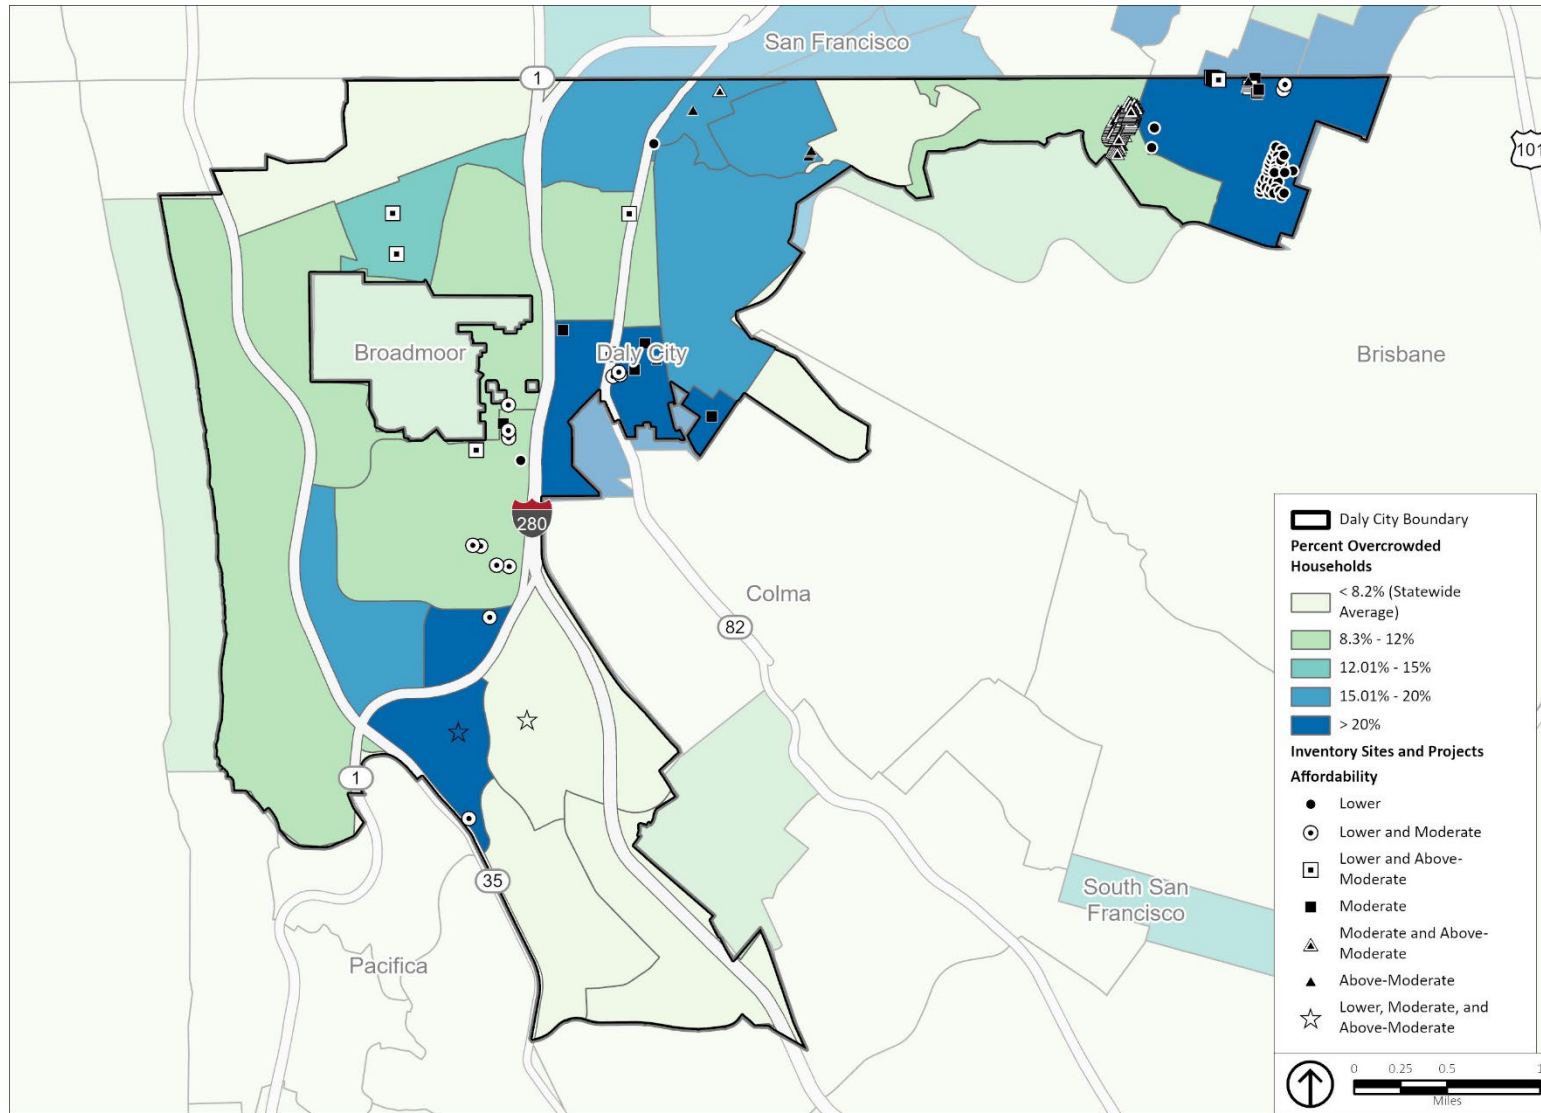 San Francisco
1
101
Broadmoor
Daly City
Brisbane
280
Colma
82
1
35
South San
Francisco
Pacifica
Daly City Boundary
Percent Overcrowded
Households
< 8.2% (Statewide
Average)
8.3% - 12%
12.01% - 15%
15.01% - 20%
> 20%
Inventory Sites and Projects
Affordability
Lower
Lower and Moderate
Lower and Above-
Moderate
Moderate
Moderate and Above-
Moderate
Above-Moderate
Lower, Moderate, and
Above-Moderate
0 0.25 0.5 1
Miles